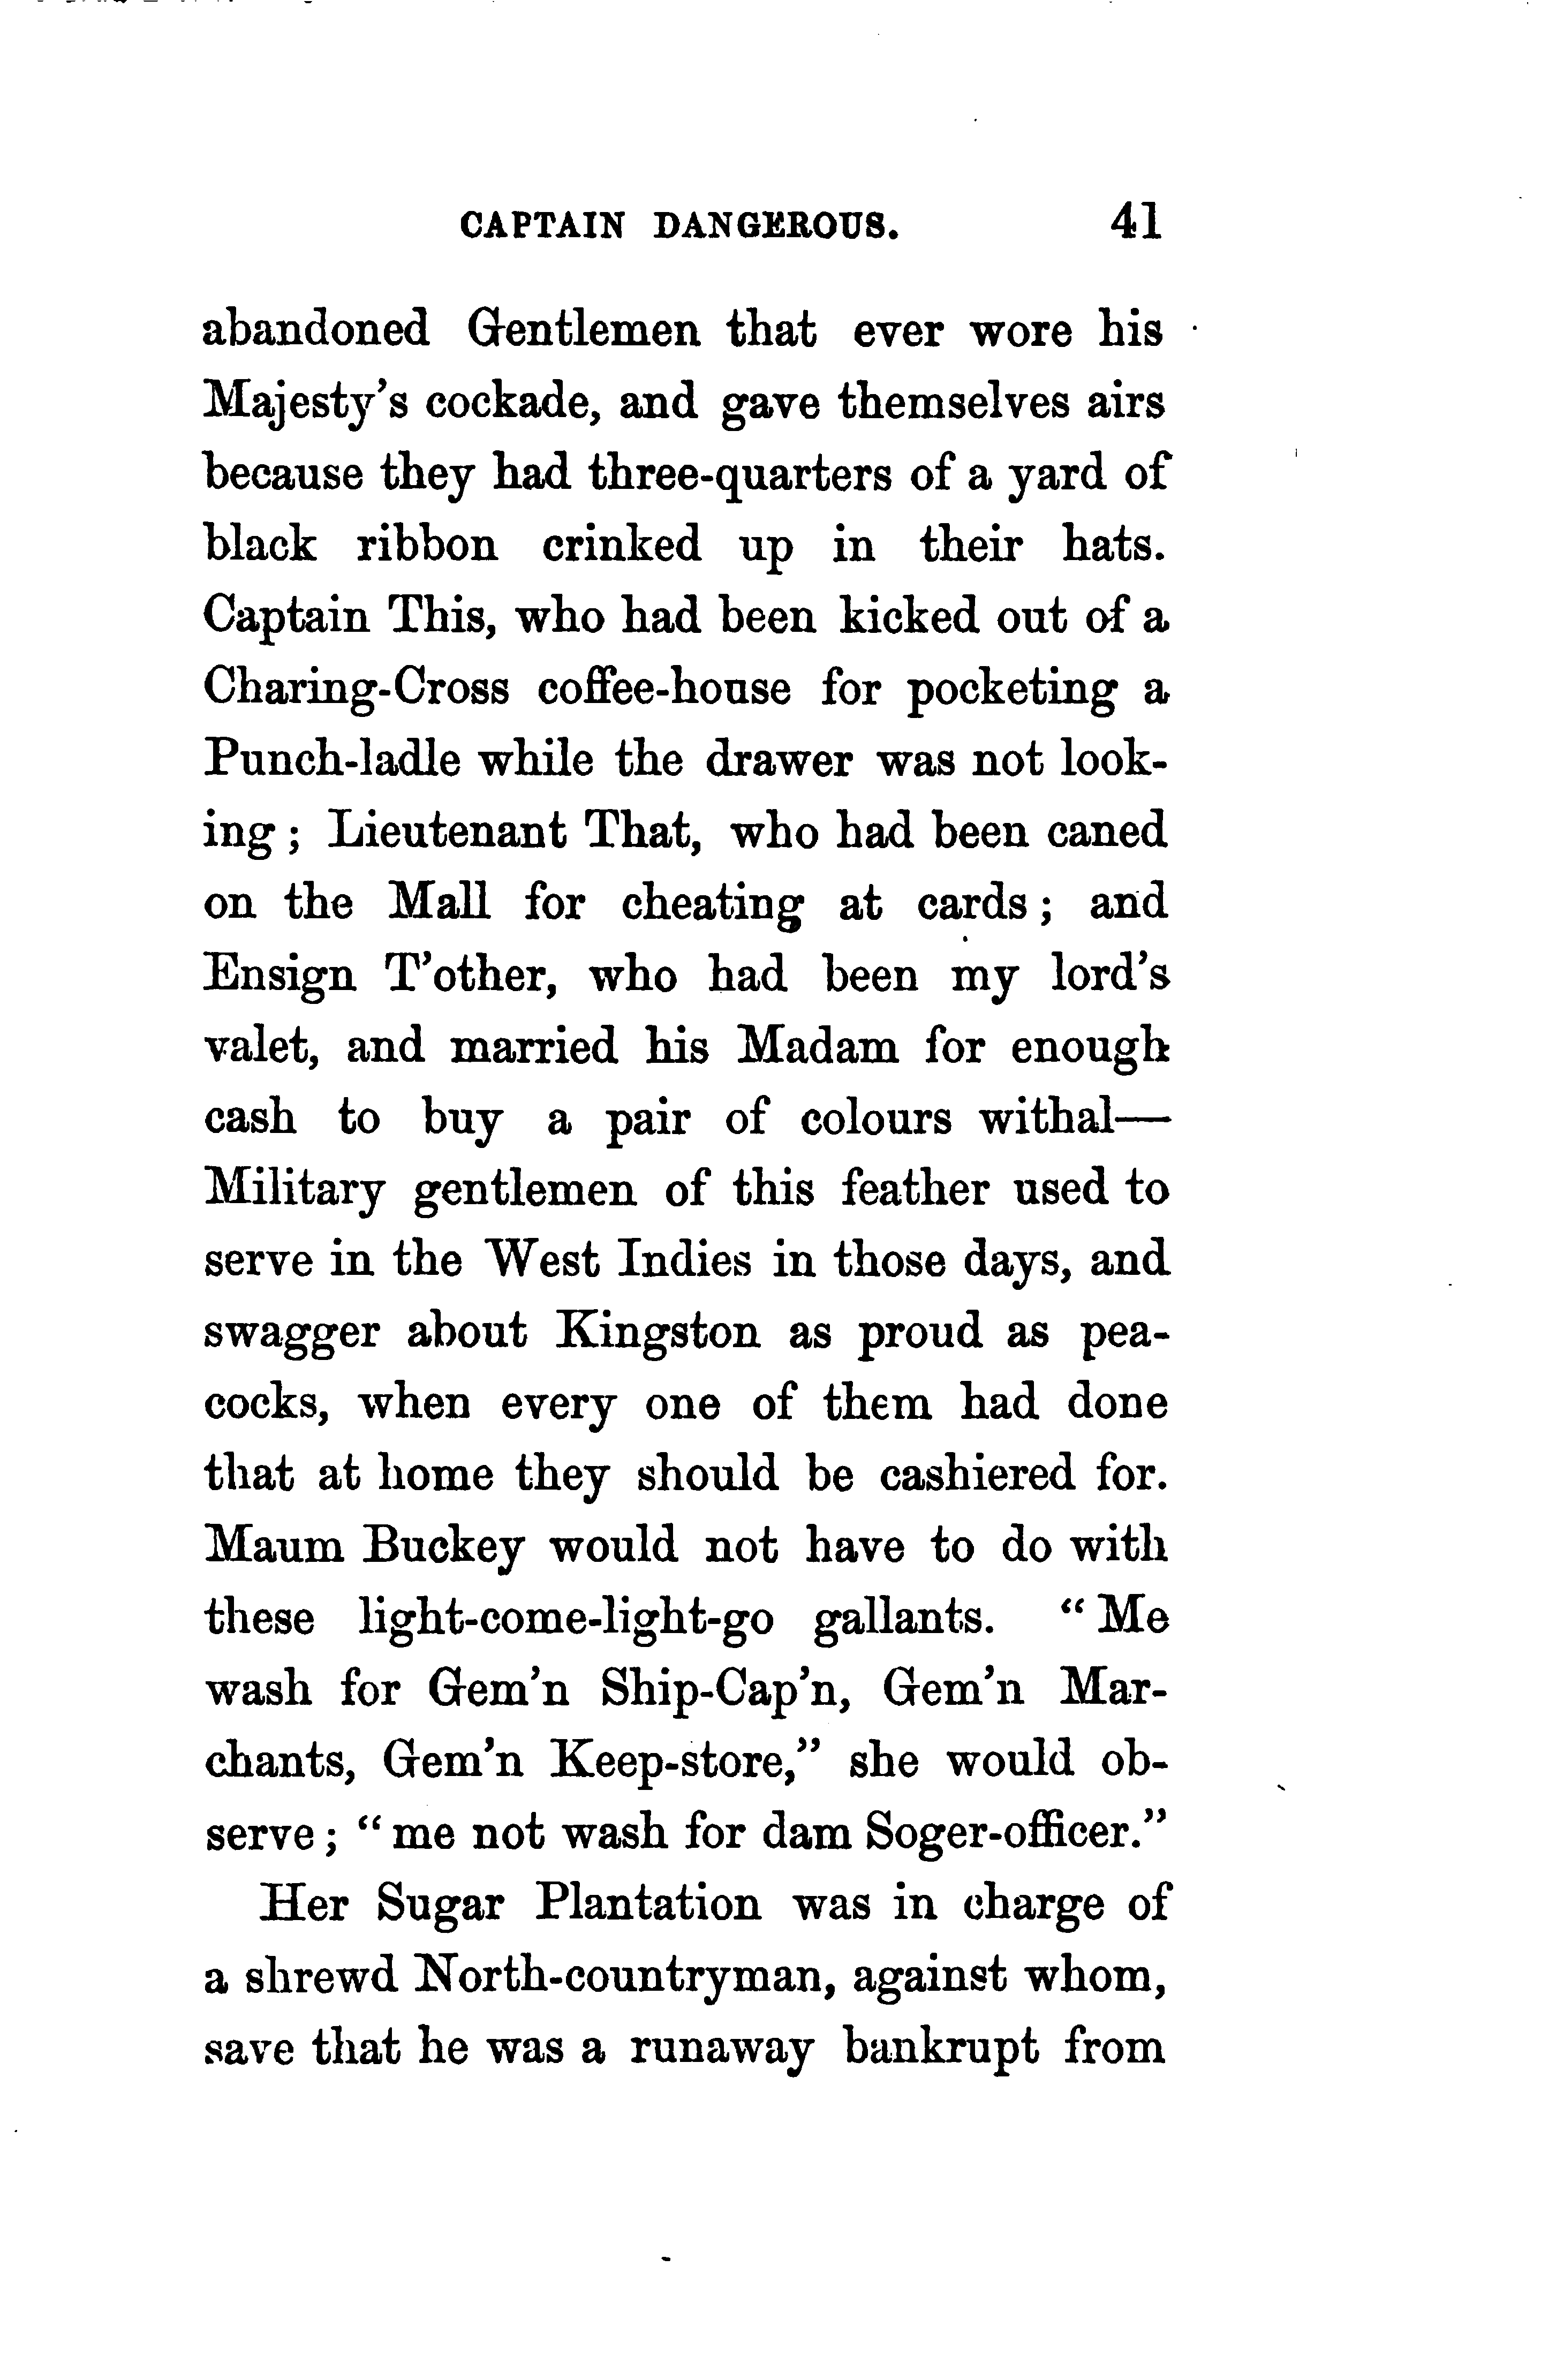 CAPTAIN DANGEROUS. 41
abandoned Gentlemen that ever wore his
Majesty's cockade, and gave themselves airs
because they had three-quarters of a yard of
black ribbon crinked up in their hats.
Captain This, who had been kicked out of a
Charing-Cross coffee-house for pocketing a
Punch-ladle while the drawer was not look-
ing; Lieutenant That, who had been caned
on the Mall for cheating at cards; and
Ensign T'other, who had been my lord's
valet, and married his Madam for enough
cash to buy a pair of colours withal—
Military gentlemen of this feather used to
serve in the West Indies in those days, and
swagger about Kingston as proud as pea-
cocks, when every one of them had done
that at home they should be cashiered for.
Maum Buckey would not have to do with
these light-come-light-go gallants. "Me
wash for Gem'n Ship-Cap'n, Gem'n Mar-
chants, Gem'n Keep-store," she would ob-
serve; "me not wash for dam Soger-officer."
Her Sugar Plantation was in charge of
a shrewd North-countryman, against whom,
save that he was a runaway bankrupt from